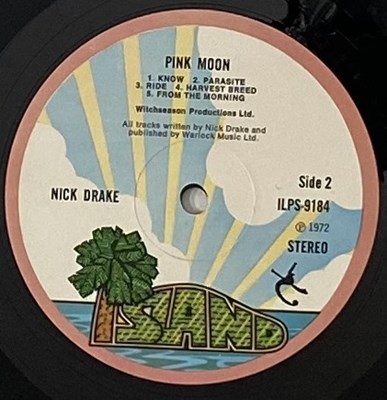 PINK MOON
1. KNOW 2. PARASITE
3. RIDE 4. HARVEST BREED
5. FROM THE MORNING
Witchseason Productions Ltd.
All tracks written by Nick Drake and
published by Warlock Music Ltd.
NICK DRAKE
Side 2
ILPS-9184
Ⓟ 1972
STEREO
ISLAND